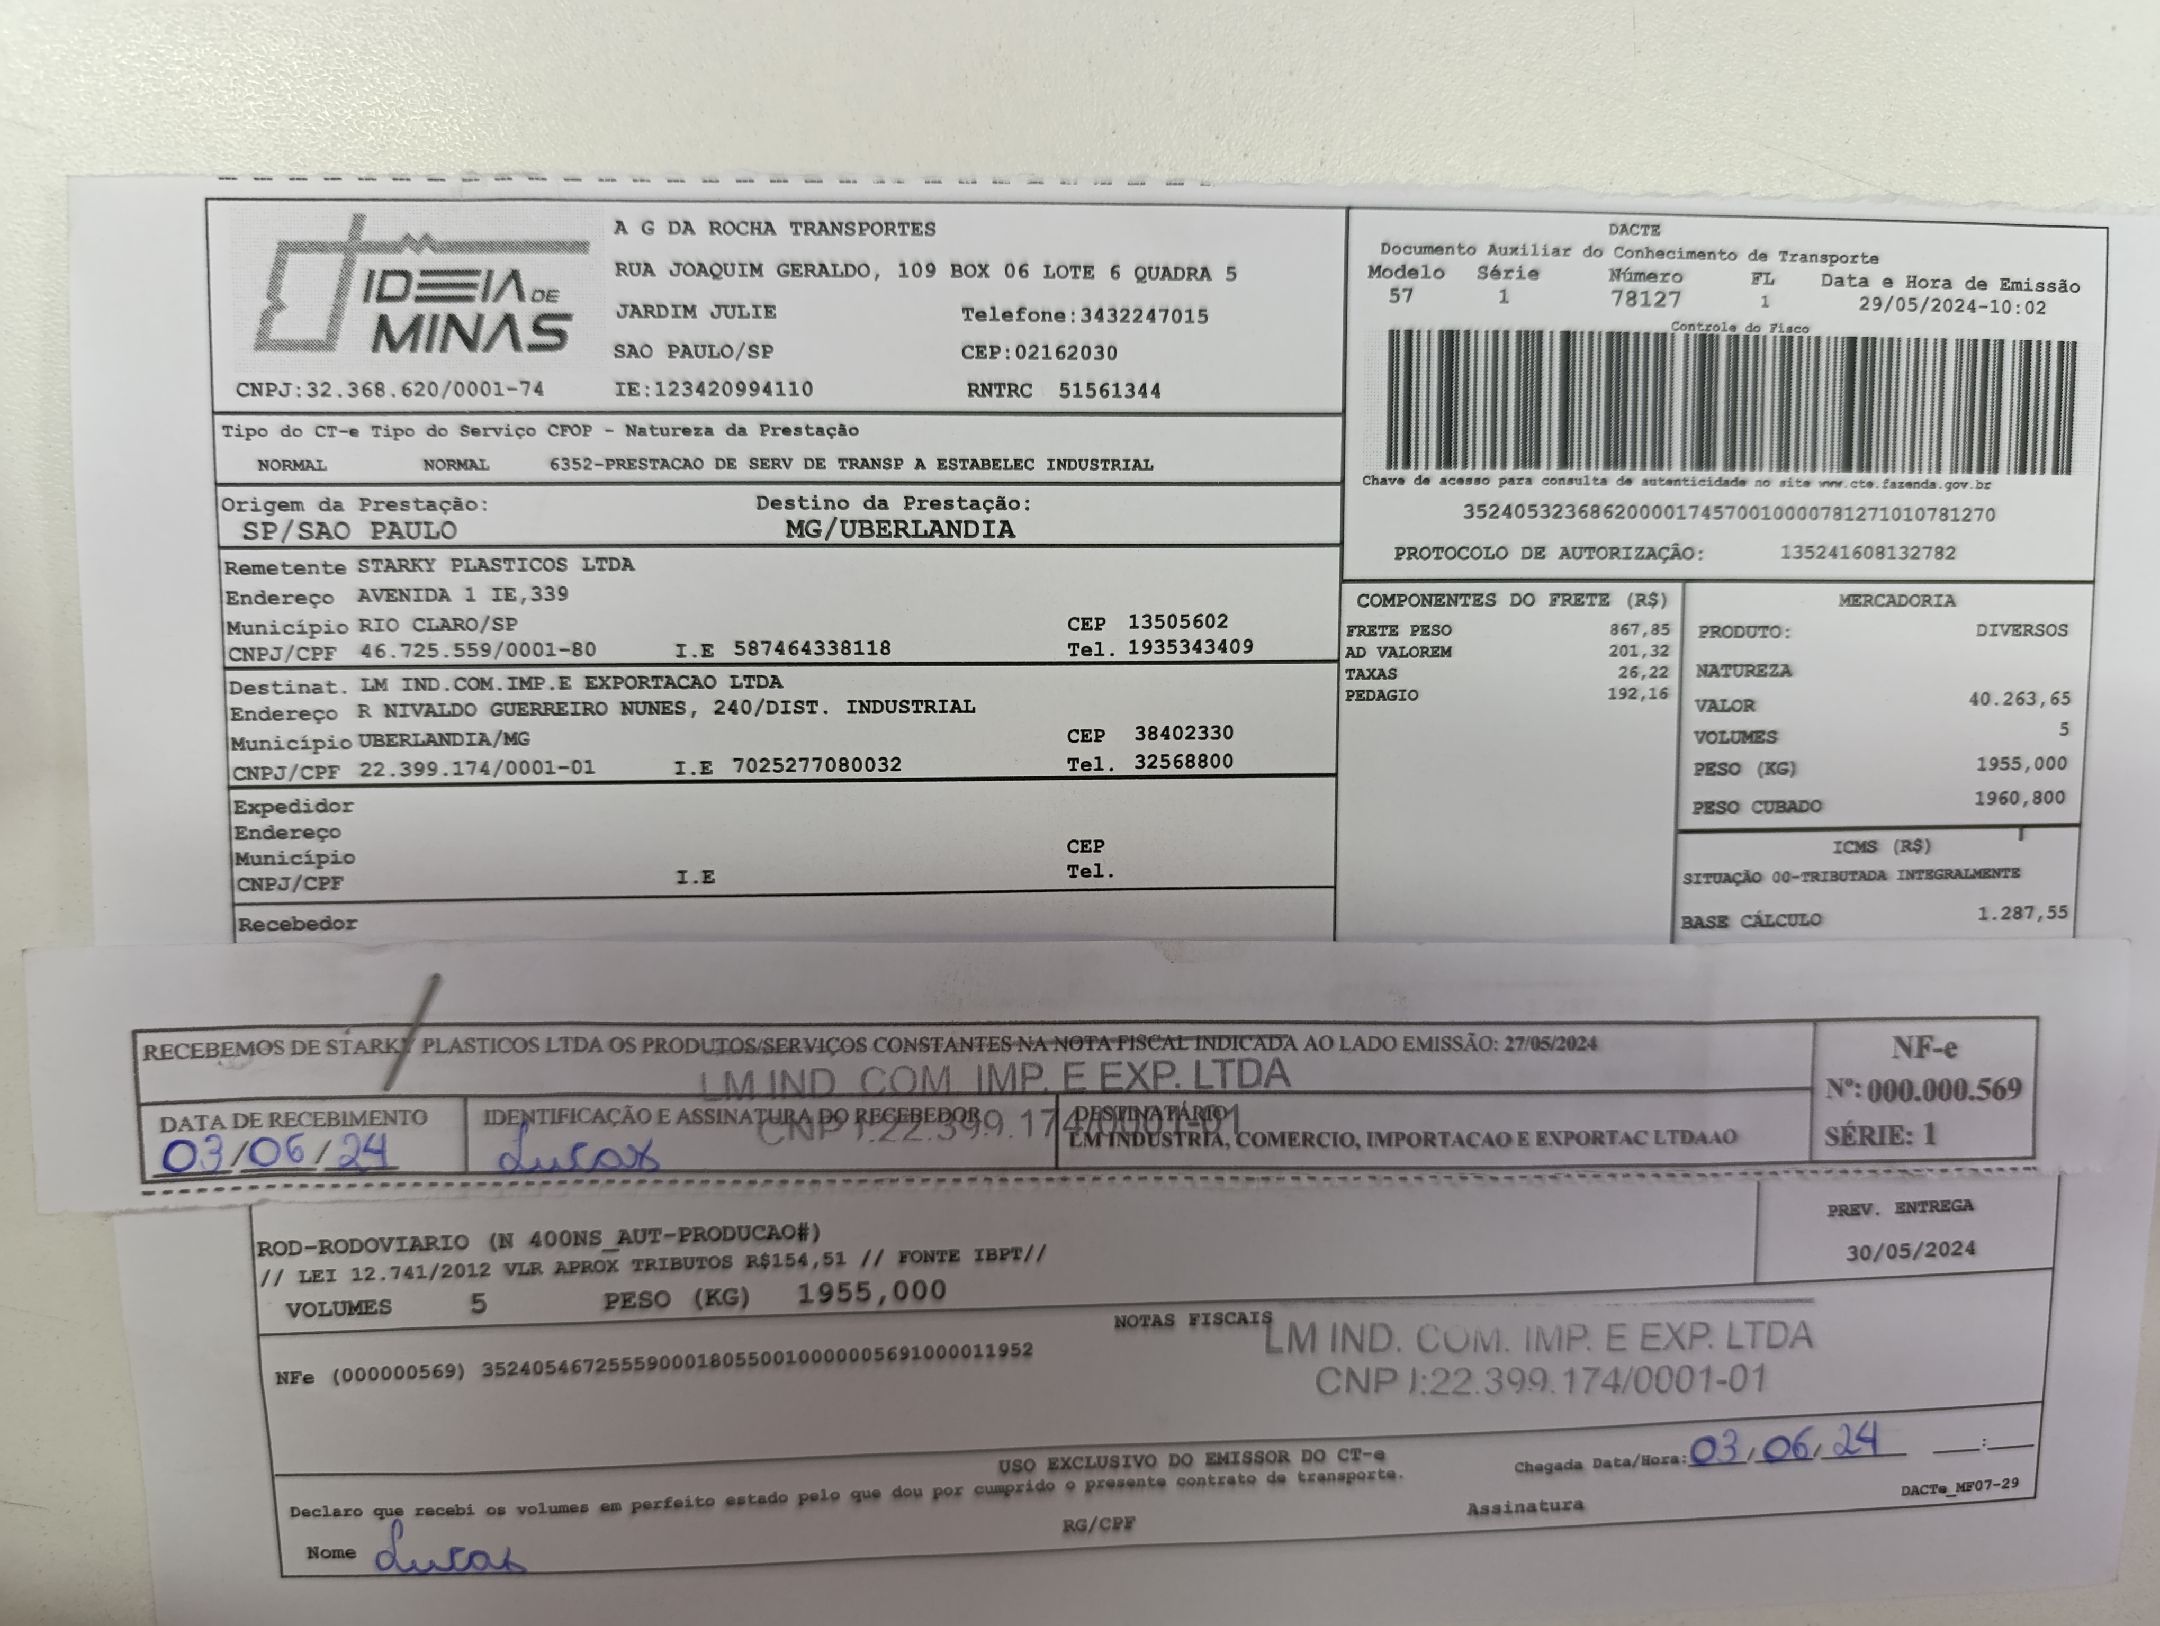 IDEIA DE
MINAS
CNPJ:32.368.620/0001-74
A G DA ROCHA TRANSPORTES
RUA JOAQUIM GERALDO, 109 BOX 06 LOTE 6 QUADRA 5
JARDIM JULIE Telefone:3432247015
SAO PAULO/SP CEP:02162030
IE:123420994110 RNTRC 51561344
DACTE
Documento Auxiliar do Conhecimento de Transporte
Modelo Série Número FL Data e Hora de Emissão
57 1 78127 1 29/05/2024-10:02
Controle do Fisco
Chave de acesso para consulta de autenticidade no site www.cte.fazenda.gov.br
35240532368620000174570010000781271010781270
PROTOCOLO DE AUTORIZAÇÃO: 135241608132782
Tipo do CT-e Tipo do Serviço CFOP - Natureza da Prestação
NORMAL NORMAL 6352-PRESTACAO DE SERV DE TRANSP A ESTABELEC INDUSTRIAL
Origem da Prestação: Destino da Prestação:
SP/SAO PAULO MG/UBERLANDIA
Remetente STARKY PLASTICOS LTDA
Endereço AVENIDA 1 IE,339
Município RIO CLARO/SP CEP 13505602
CNPJ/CPF 46.725.559/0001-80 I.E 587464338118 Tel. 1935343409
Destinat. LM IND.COM.IMP.E EXPORTACAO LTDA
Endereço R NIVALDO GUERREIRO NUNES, 240/DIST. INDUSTRIAL
Município UBERLANDIA/MG CEP 38402330
CNPJ/CPF 22.399.174/0001-01 I.E 7025277080032 Tel. 32568800
Expedidor
Endereço
Município CEP
CNPJ/CPF I.E Tel.
Recebedor
COMPONENTES DO FRETE (R$)
FRETE PESO 867,85
AD VALOREM 201,32
TAXAS 26,22
PEDAGIO 192,16
MERCADORIA
PRODUTO: DIVERSOS
NATUREZA
VALOR 40.263,65
VOLUMES 5
PESO (KG) 1955,000
PESO CUBADO 1960,800
ICMS (R$)
SITUAÇÃO 00-TRIBUTADA INTEGRALMENTE
BASE CÁLCULO 1.287,55
RECEBEMOS DE STARKY PLASTICOS LTDA OS PRODUTOS/SERVIÇOS CONSTANTES NA NOTA FISCAL INDICADA AO LADO EMISSÃO: 27/05/2024
LM IND. COM. IMP. E EXP. LTDA
CNPJ:22.399.174/0001-01
DATA DE RECEBIMENTO
03/06/24
IDENTIFICAÇÃO E ASSINATURA DO RECEBEDOR
Lucas
DESTINATÁRIO
LM INDUSTRIA, COMERCIO, IMPORTACAO E EXPORTAC LTDAAO
NF-e
Nº: 000.000.569
SÉRIE: 1
ROD-RODOVIARIO (N 400NS_AUT-PRODUCAO#)
// LEI 12.741/2012 VLR APROX TRIBUTOS R$154,51 // FONTE IBPT//
VOLUMES 5 PESO (KG) 1955,000
PREV. ENTREGA
30/05/2024
NOTAS FISCAIS
NFe (000000569) 35240546725559000180550010000005691000011952
LM IND. COM. IMP. E EXP. LTDA
CNPJ:22.399.174/0001-01
USO EXCLUSIVO DO EMISSOR DO CT-e
Declaro que recebi os volumes em perfeito estado pelo que dou por cumprido o presente contrato de transporte.
Chegada Data/Hora: 03/06/24 __:__
Nome Lucas RG/CPF Assinatura
DACTe_MF07-29